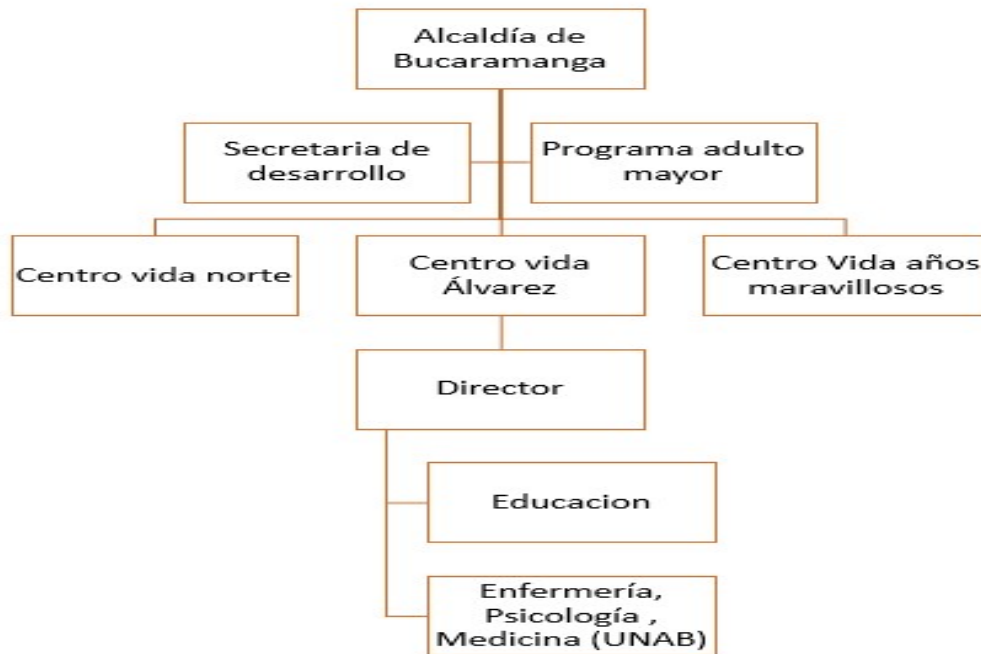 Alcaldía de
Bucaramanga
Secretaria de
desarrollo
Programa adulto
mayor
Centro vida norte
Centro vida
Álvarez
Centro Vida años
maravillosos
Director
Educacion
Enfermería,
Psicología ,
Medicina (UNAB)